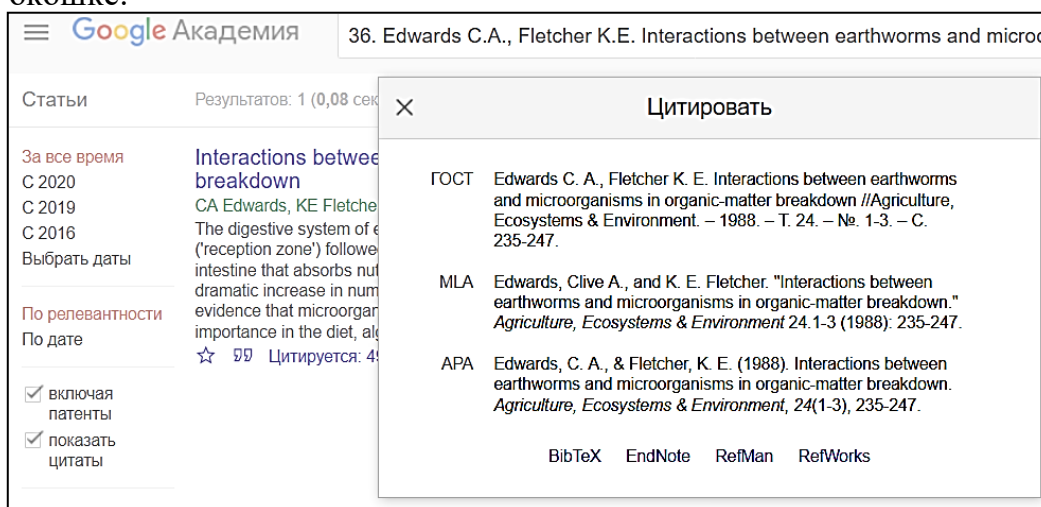 окошке.
Google Академия
36. Edwards C.A., Fletcher K.E. Interactions between earthworms and
Статьи
Результатов: 1 (0,08 сек
За все время
С 2020
С 2019
С 2016
Выбрать даты
По релевантности
По дате
включая
патенты
показать
цитаты
Interactions betwee
breakdown
CA Edwards, KE Fletche
The digestive system of e
('reception zone') followe
intestine that absorbs nut
dramatic increase in num
evidence that microorgan
importance in the diet, alg
Цитируется: 49
Цитировать
ГОСТ
Edwards C. A., Fletcher K. E. Interactions between earthworms
and microorganisms in organic-matter breakdown //Agriculture,
Ecosystems & Environment. – 1988. – Т. 24. – №. 1-3. – С.
235-247.
MLA
Edwards, Clive A., and K. E. Fletcher. "Interactions between
earthworms and microorganisms in organic-matter breakdown."
Agriculture, Ecosystems & Environment 24.1-3 (1988): 235-247.
APA
Edwards, C. A., & Fletcher, K. E. (1988). Interactions between
earthworms and microorganisms in organic-matter breakdown.
Agriculture, Ecosystems & Environment, 24(1-3), 235-247.
BibTeX EndNote RefMan RefWorks